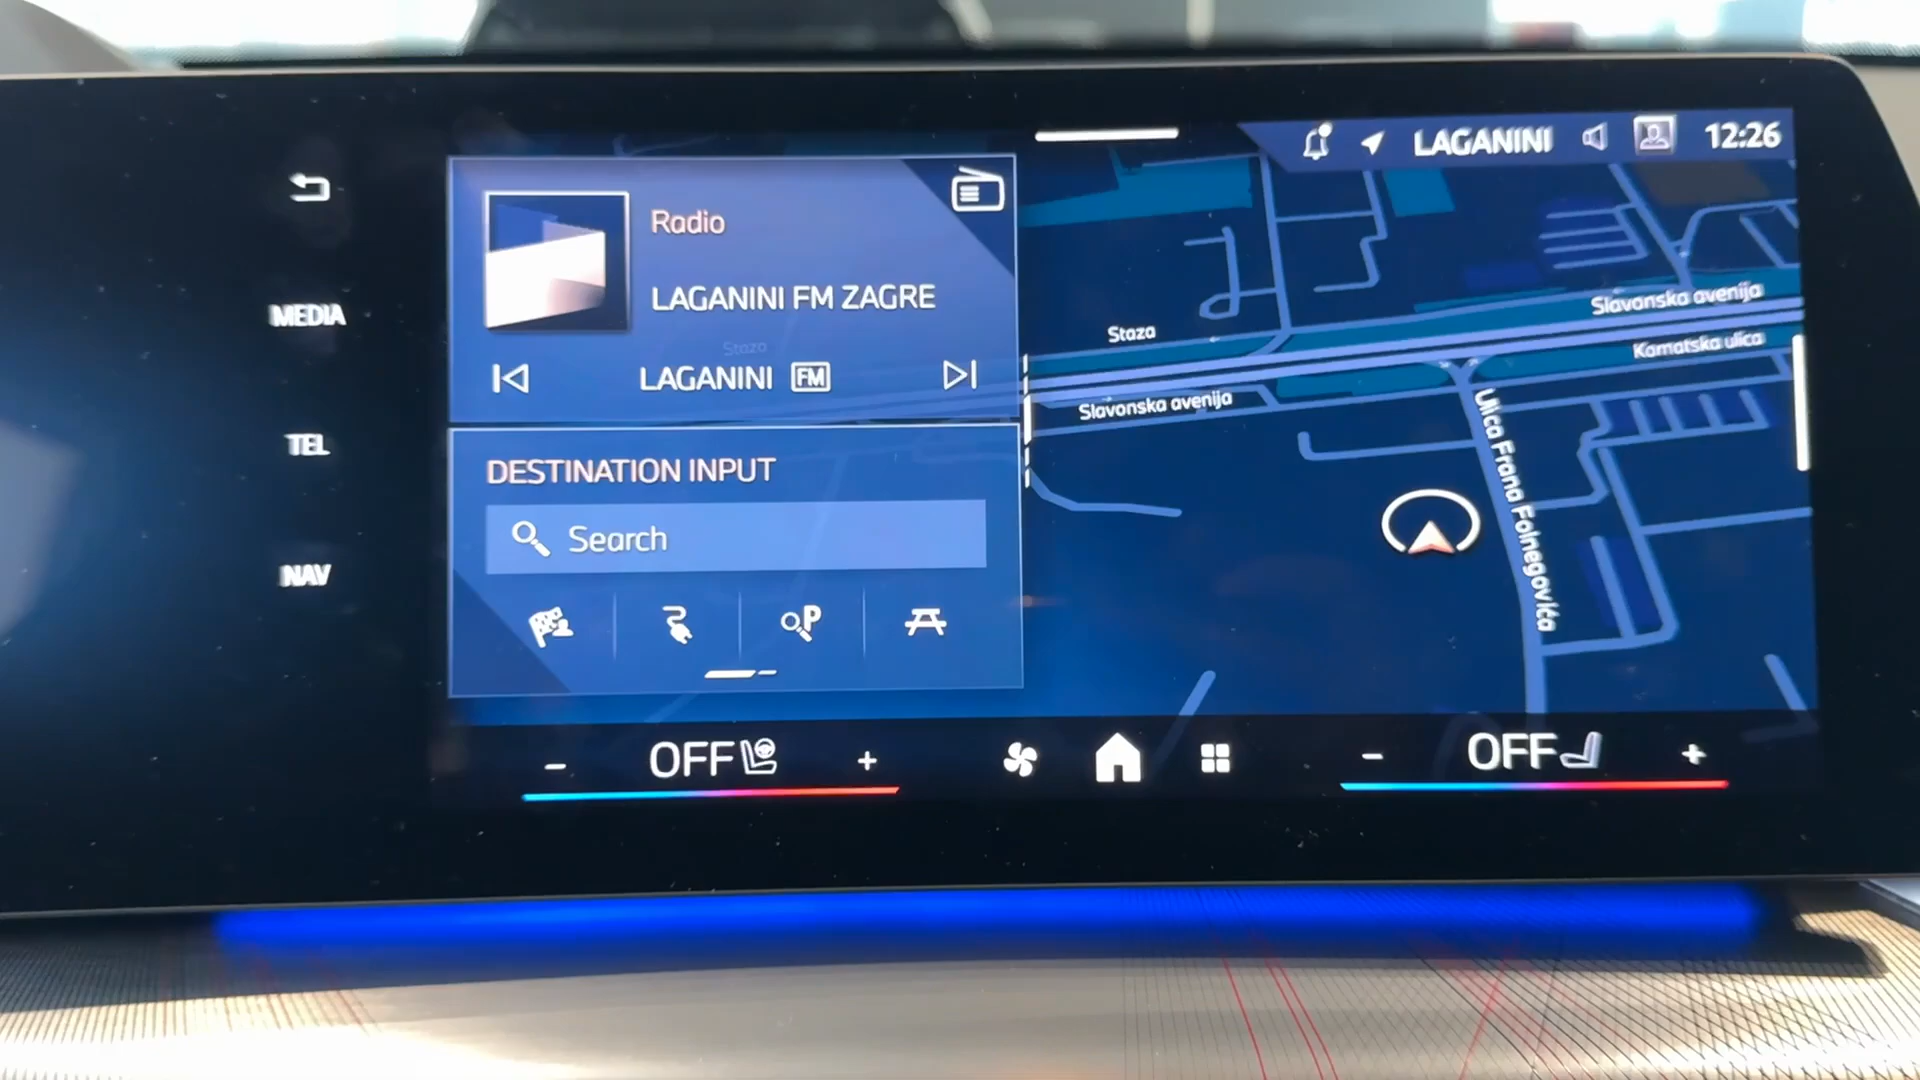 LAGANINI
12:26
Radio
LAGANINI FM ZAGRE
LAGANINI FM
MEDIA
TEL
NAV
DESTINATION INPUT
Search
P
Staza
Staza
Slavonska avenija
Slavonska avenija
Komatska ulica
Ulica Frana Folnegovića
- OFF +
- OFF +